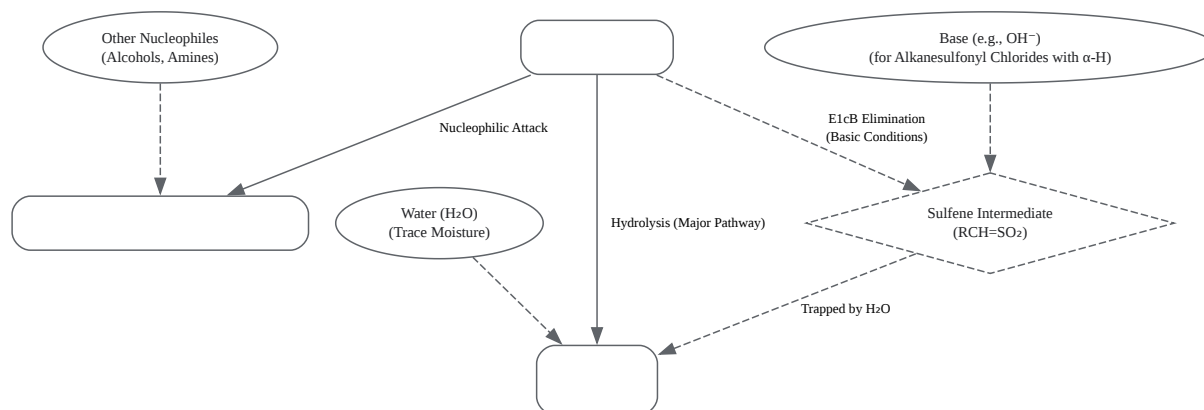 Other Nucleophiles
(Alcohols, Amines)
Base (e.g., OH⁻)
(for Alkanesulfonyl Chlorides with α-H)
Nucleophilic Attack
E1cB Elimination
(Basic Conditions)
Water (H₂O)
(Trace Moisture)
Hydrolysis (Major Pathway)
Sulfene Intermediate
(RCH=SO₂)
Trapped by H₂O